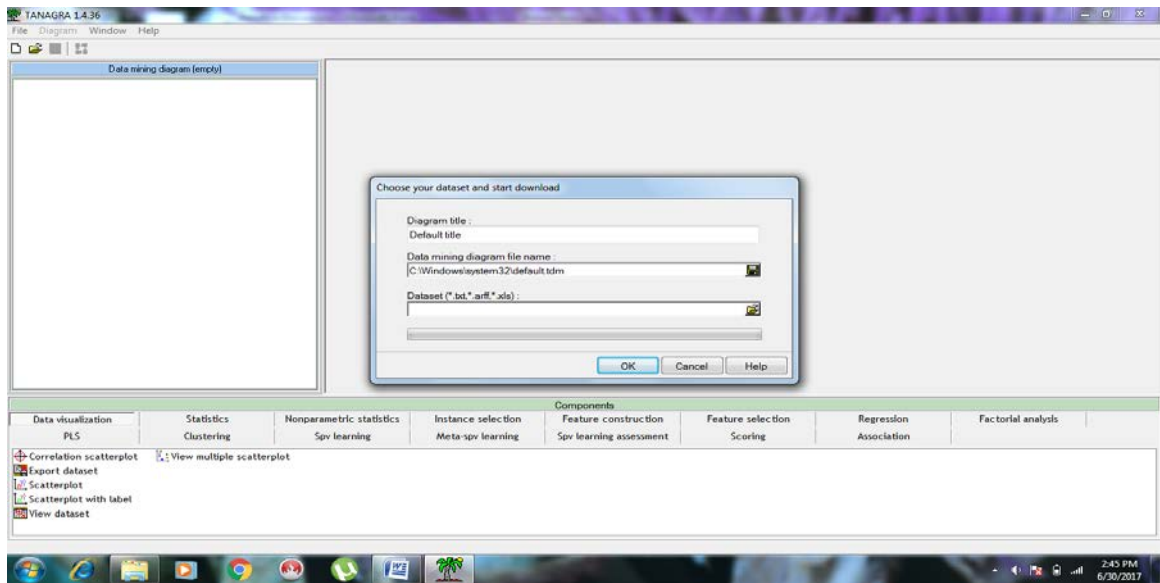 TANAGRA 1.4.36
File Diagram Window Help
Data mining diagram (empty)
Choose your dataset and start download
Diagram title :
Default title
Data mining diagram file name :
C:\Windows\system32\default.tdm
Dataset (*.txt,*.arff,*.xls) :
OK Cancel Help
Components
Data visualization Statistics Nonparametric statistics Instance selection Feature construction Feature selection Regression Factorial analysis
PLS Clustering Spv learning Meta-spv learning Spv learning assessment Scoring Association
Correlation scatterplot View multiple scatterplot
Export dataset
Scatterplot
Scatterplot with label
View dataset
2:45 PM
6/30/2017